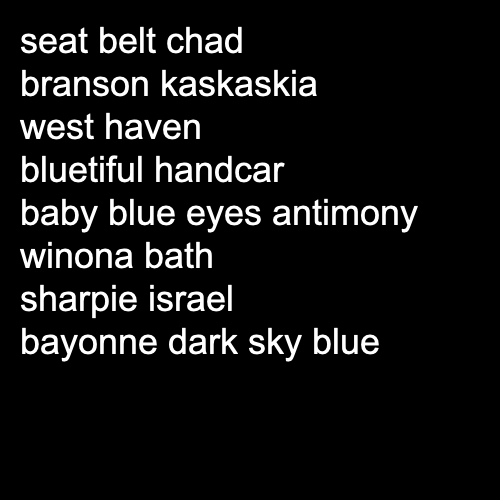 seat belt chad
branson kaskaskia
west haven
bluetiful handcar
baby blue eyes antimony
winona bath
sharpie israel
bayonne dark sky blue